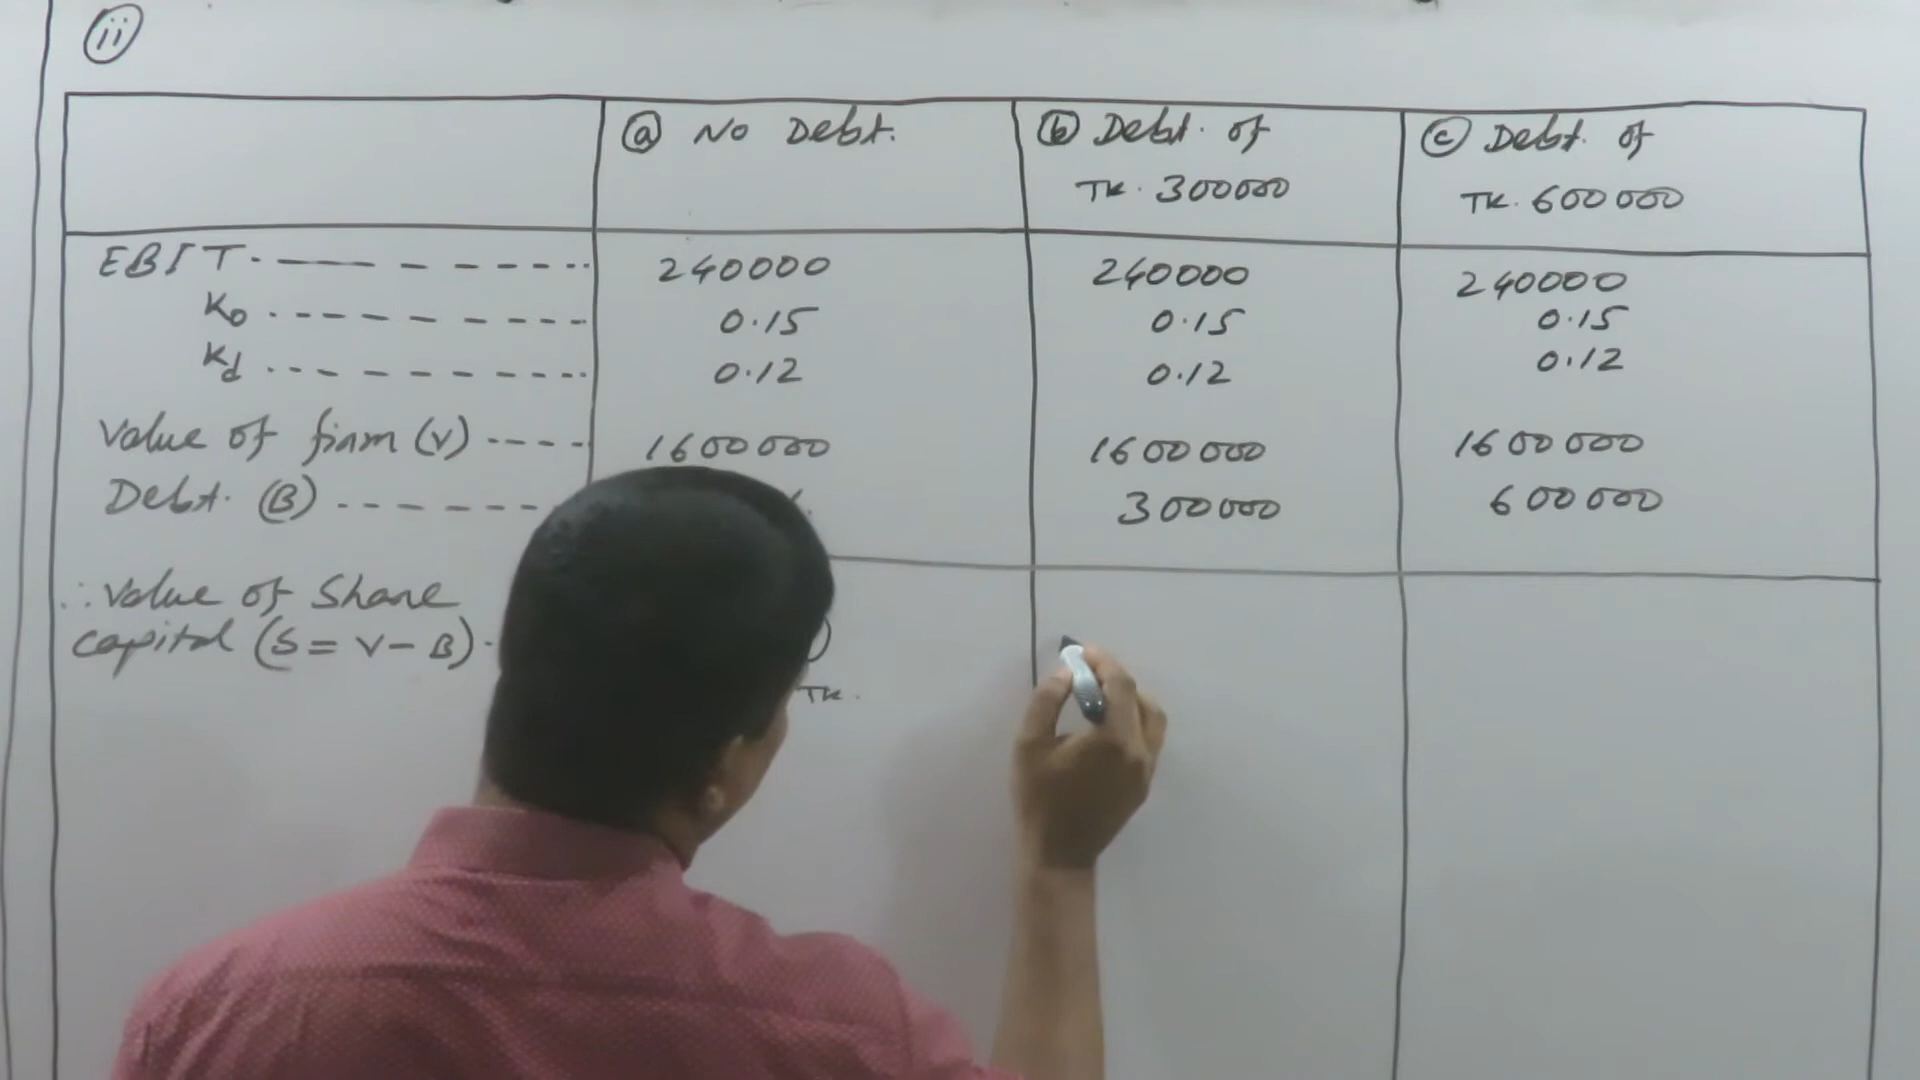 ii
a No Debt. b Debt. of c Debt. of
TK. 300000 TK. 600000
EBIT. 240000 240000 240000
Ko 0.15 0.15 0.15
Kd 0.12 0.12 0.12
Value of firm (V) 1600000 1600000 1600000
Debt. (B) 300000 600000
∴ Value of Share
capital (S = V - B).
TK.